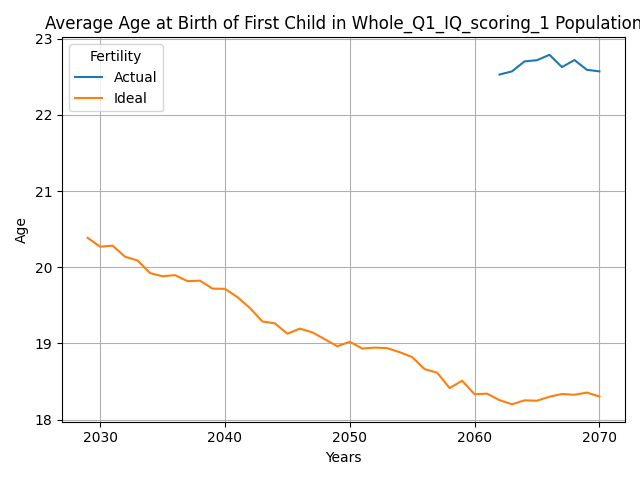 Average Age at Birth of First Child in Whole_Q1_IQ_scoring_1 Population
Fertility
Actual
Ideal
23
22
21
20
19
18
Age
2030 2040 2050 2060 2070
Years